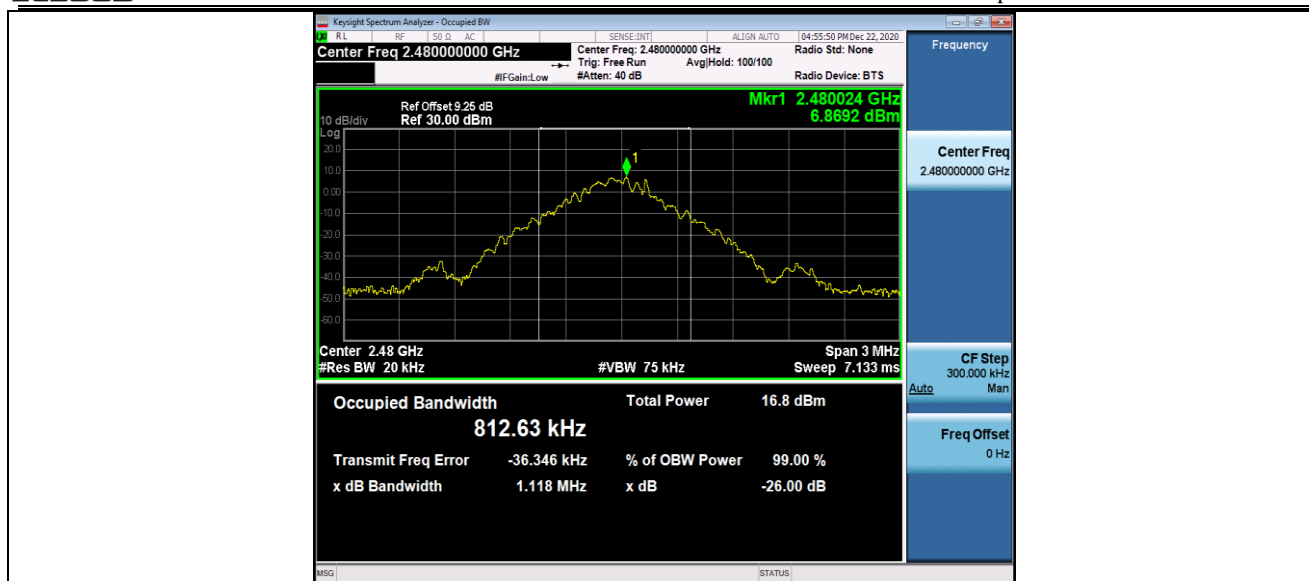 Keysight Spectrum Analyzer - Occupied BW
LXI RL RF 50 Ω AC SENSE:INT ALIGN AUTO 04:55:50 PM Dec 22, 2020
Center Freq 2.480000000 GHz
Center Freq: 2.480000000 GHz
Radio Std: None
Trig: Free Run Avg|Hold: 100/100
#IFGain:Low #Atten: 40 dB Radio Device: BTS
Frequency
Mkr1 2.480024 GHz
Ref Offset 9.25 dB
10 dB/div Ref 30.00 dBm 6.8692 dBm
Log
20.0
10.0
0.00
-10.0
-20.0
-30.0
-40.0
-50.0
-60.0
1
Center 2.48 GHz Span 3 MHz
#Res BW 20 kHz #VBW 75 kHz Sweep 7.133 ms
Center Freq
2.480000000 GHz
CF Step
300.000 kHz
Auto Man
Freq Offset
0 Hz
Occupied Bandwidth Total Power 16.8 dBm
812.63 kHz
Transmit Freq Error -36.346 kHz % of OBW Power 99.00 %
x dB Bandwidth 1.118 MHz x dB -26.00 dB
MSG STATUS